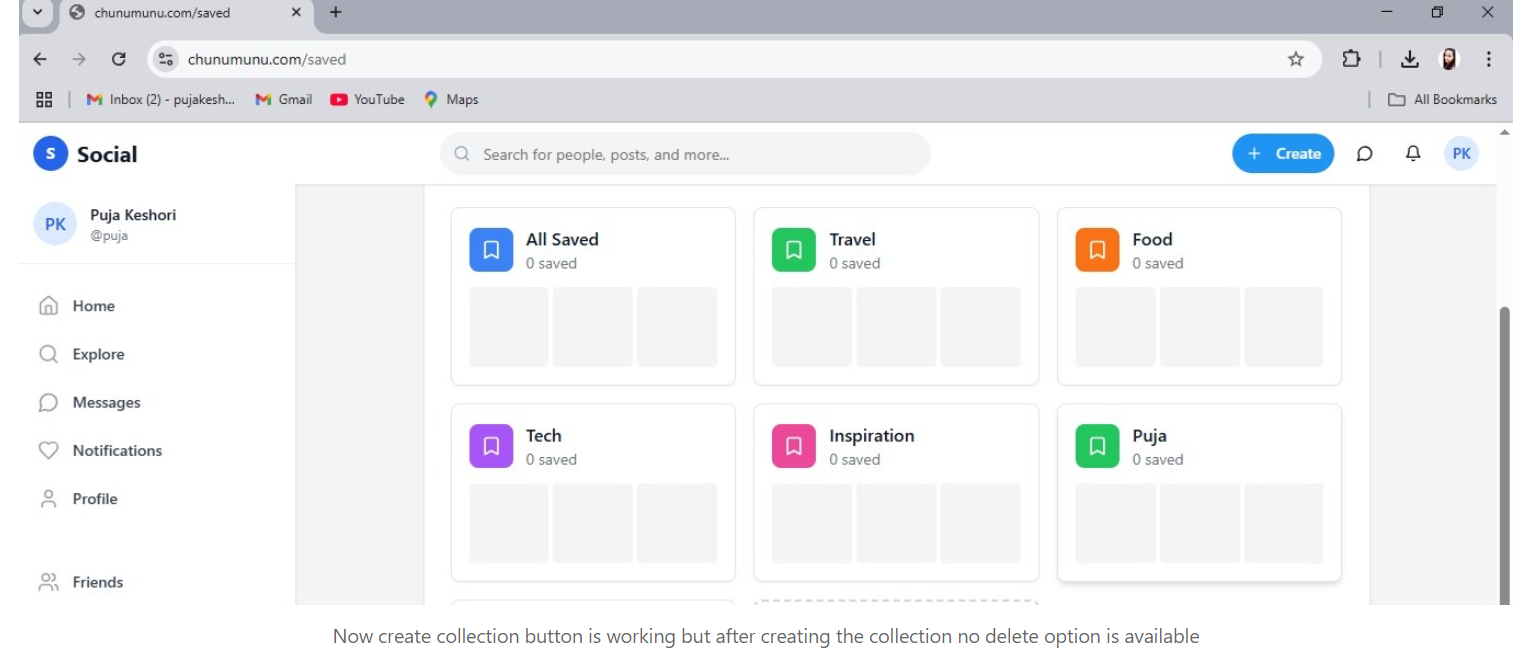 chunumunu.com/saved
chunumunu.com/saved
Inbox (2) - pujakesh... Gmail YouTube Maps All Bookmarks
S Social Search for people, posts, and more... + Create PK
PK Puja Keshori
@puja
All Saved Travel Food
0 saved 0 saved 0 saved
Home
Explore
Messages
Tech Inspiration Puja
0 saved 0 saved 0 saved
Notifications
Profile
Friends
Now create collection button is working but after creating the collection no delete option is available